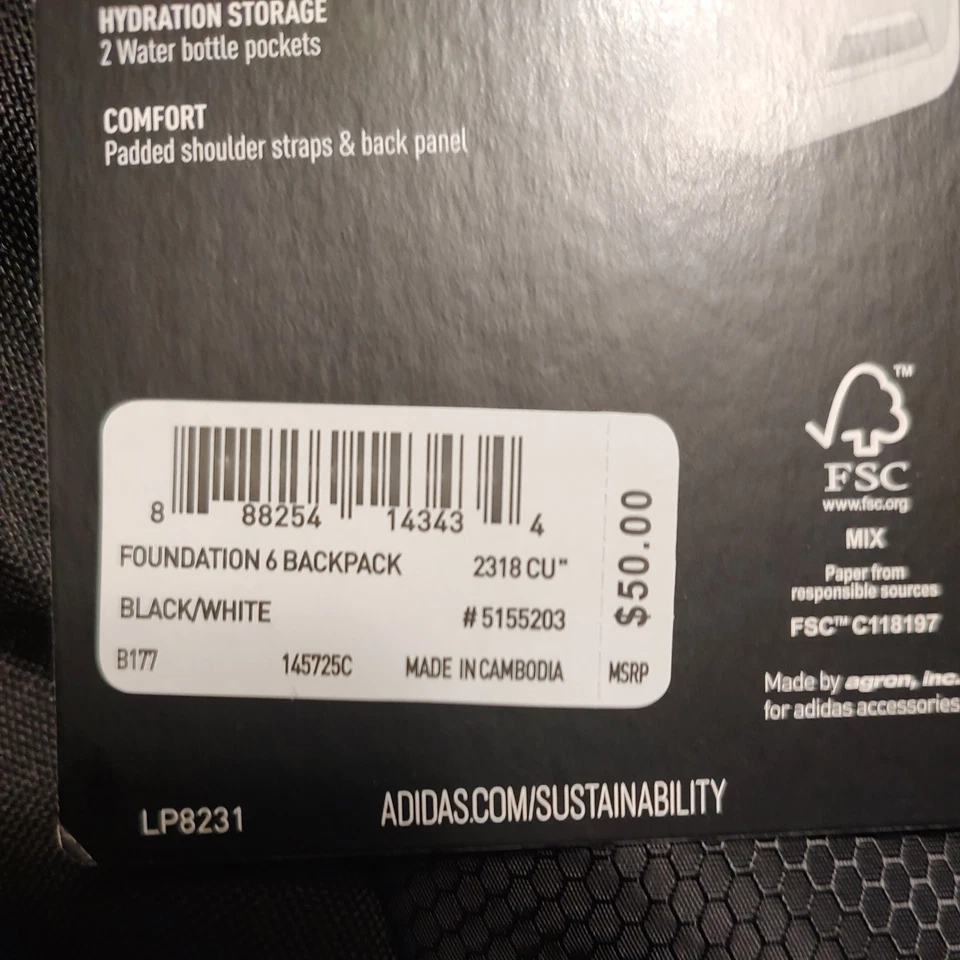 HYDRATION STORAGE
2 Water bottle pockets
COMFORT
Padded shoulder straps & back panel
8 88254 14343 4
FOUNDATION 6 BACKPACK 2318 CU"
BLACK/WHITE #5155203
B177 145725C MADE IN CAMBODIA
$50.00
MSRP
TM
FSC
www.fsc.org
MIX
Paper from
responsible sources
FSC™ C118197
Made by agron, inc.
for adidas accessories
LP8231
ADIDAS.COM/SUSTAINABILITY